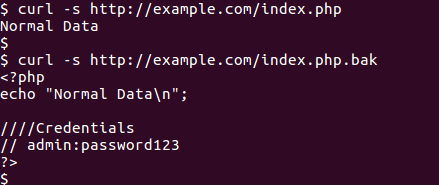 $ curl -s http://example.com/index.php
Normal Data
$
$ curl -s http://example.com/index.php.bak
<?php
echo "Normal Data\n";

////Credentials
// admin:password123
?>
$